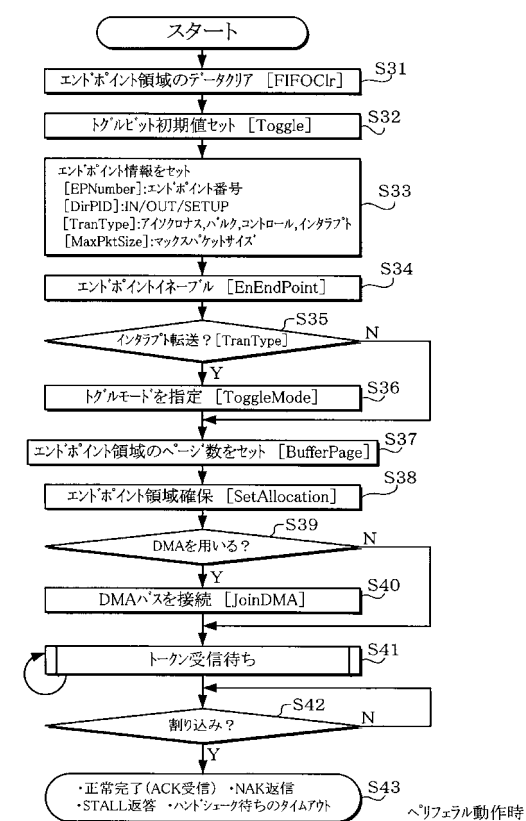 スタート
エンドポイント領域のデータクリア [FIFOClr]
S31
トグルビット初期値セット [Toggle]
S32
エンドポイント情報をセット
[EPNumber]:エンドポイント番号
[DirPID]:IN/OUT/SETUP
[TranType]:アイソクロナス,バルク,コントロール,インタラプト
[MaxPktSize]:マックスパケットサイズ
S33
エンドポイントイネーブル [EnEndPoint]
S34
インタラプト転送?[TranType]
S35
N
Y
トグルモードを指定 [ToggleMode]
S36
エンドポイント領域のページ数をセット [BufferPage]
S37
エンドポイント領域確保 [SetAllocation]
S38
DMAを用いる?
S39
N
Y
DMAバスを接続 [JoinDMA]
S40
トークン受信待ち
S41
割り込み?
S42
N
Y
・正常完了(ACK受信) ・NAK返信
・STALL返答 ・ハンドシェーク待ちのタイムアウト
S43
ペリフェラル動作時